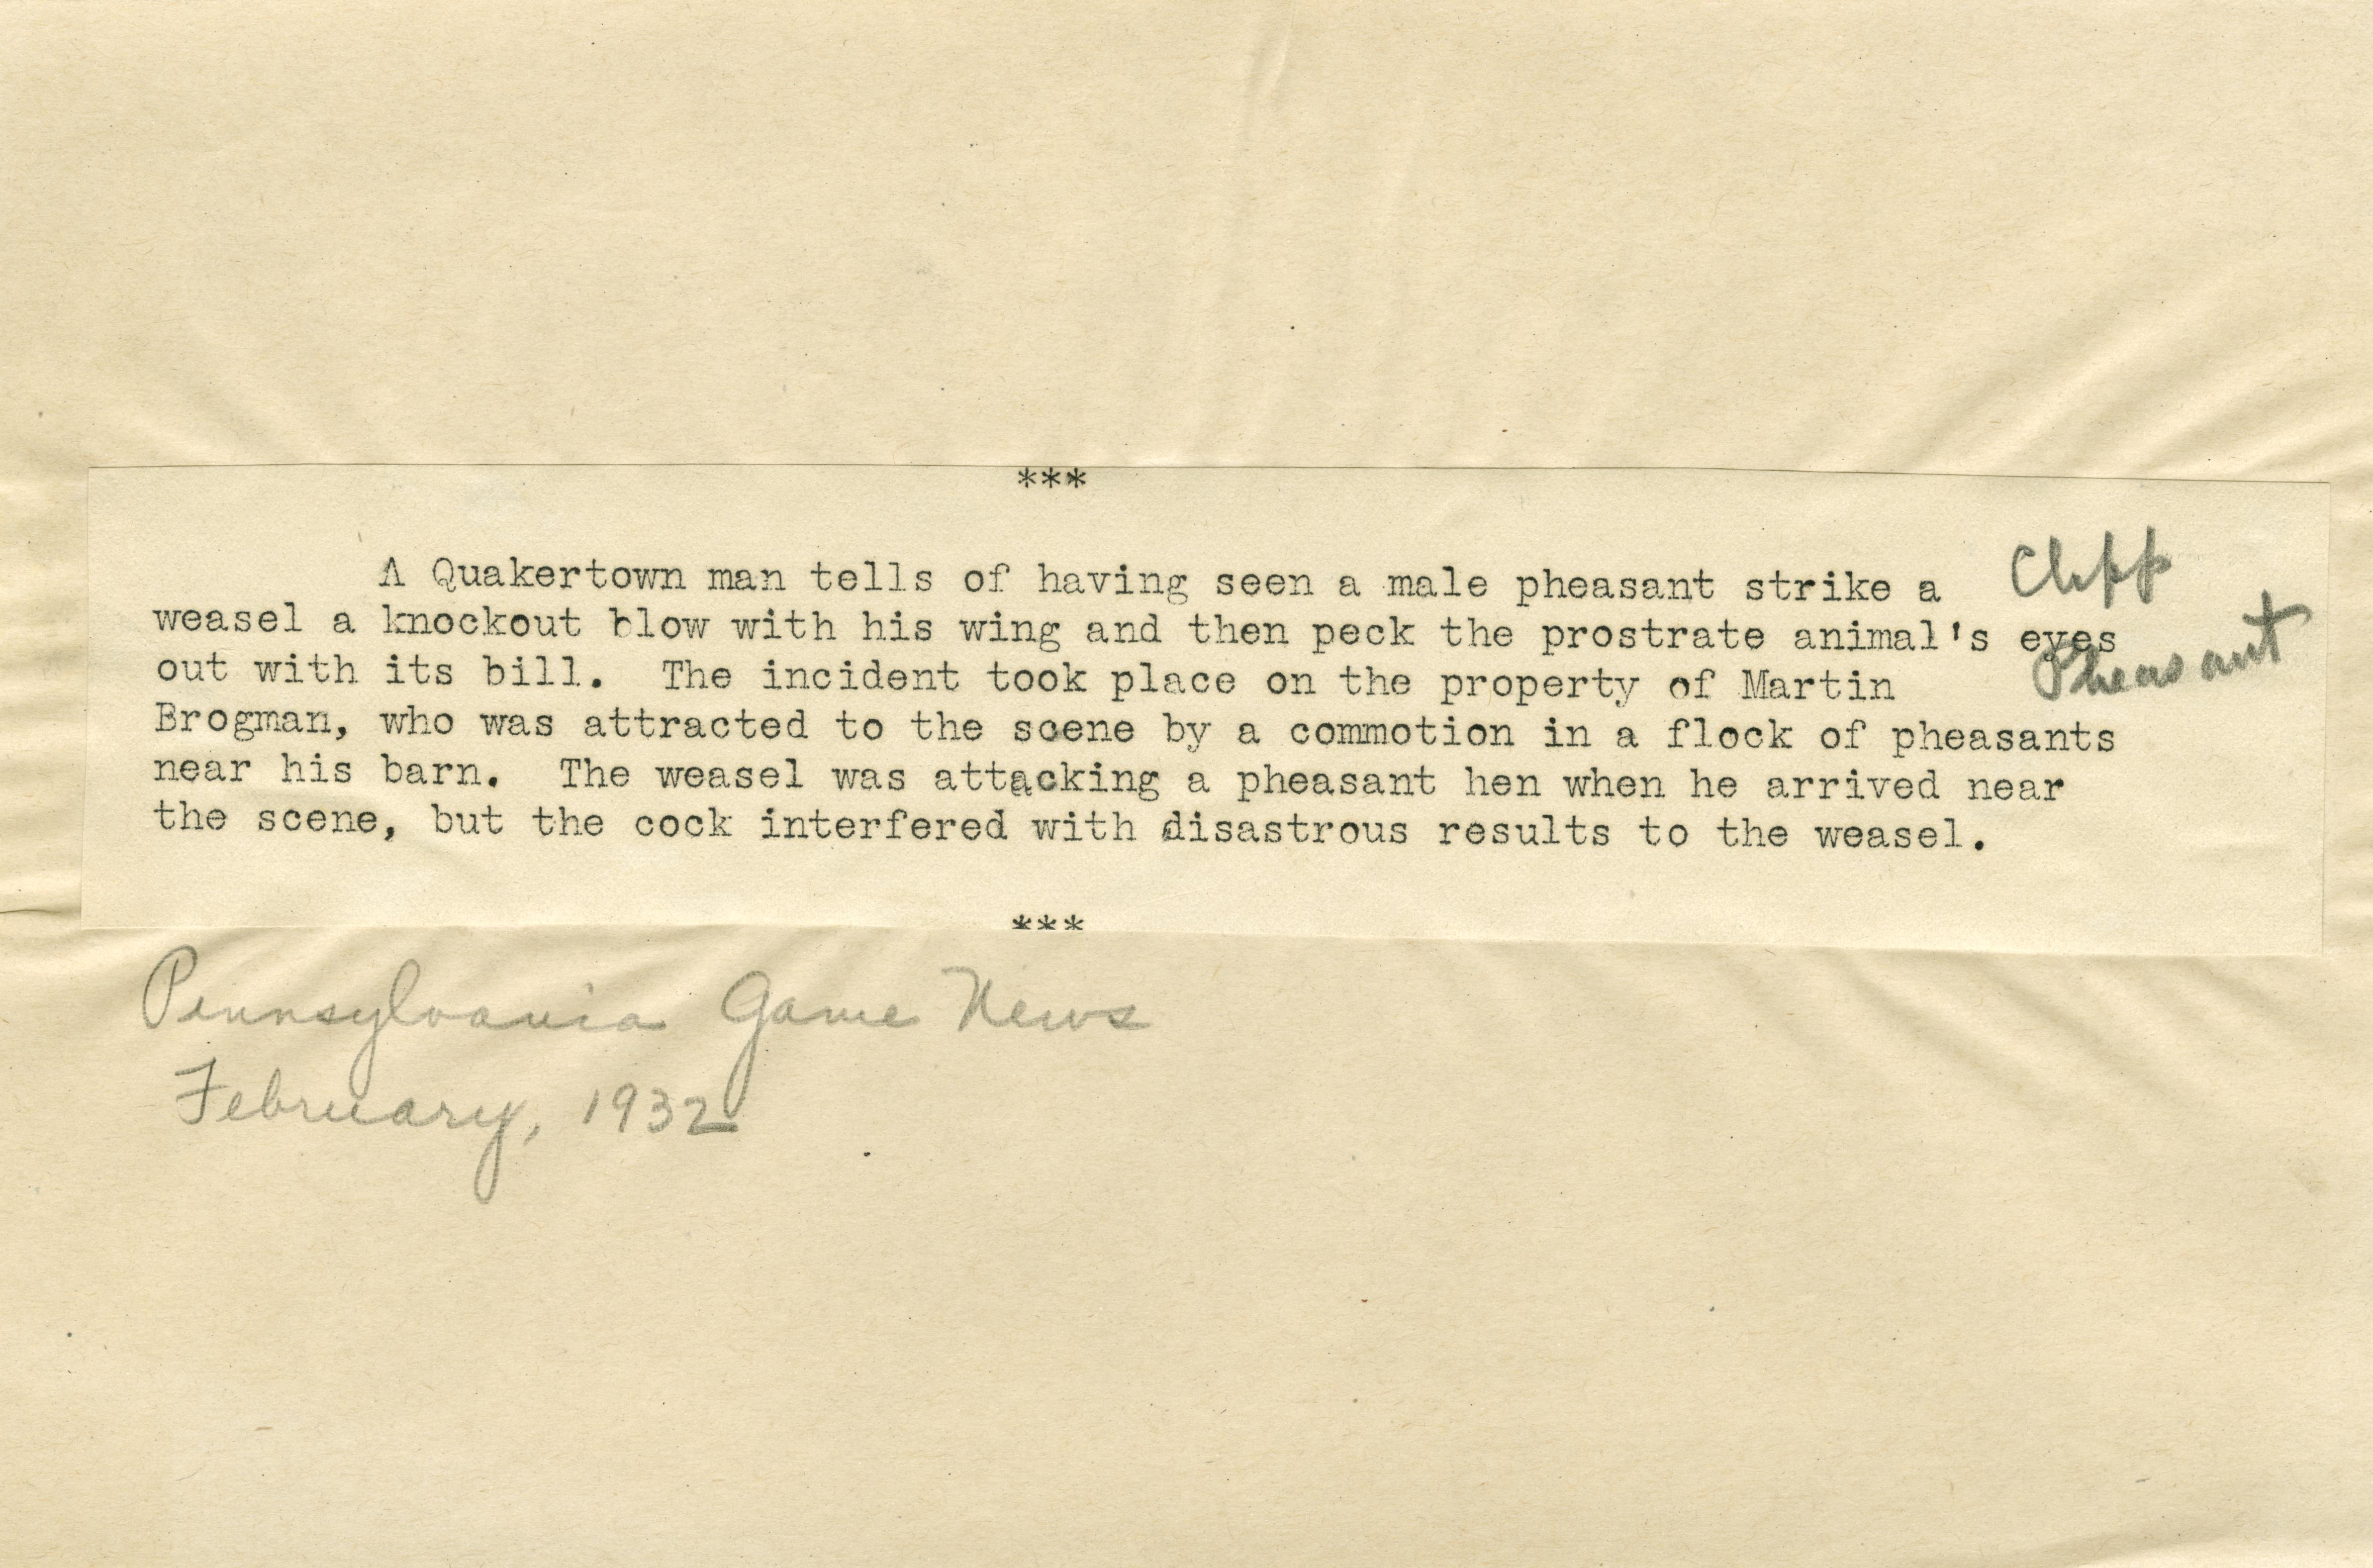 ***
A Quakertown man tells of having seen a male pheasant strike a
weasel a knockout blow with his wing and then peck the prostrate animal's eyes
out with its bill. The incident took place on the property of Martin
Brogman, who was attracted to the scene by a commotion in a flock of pheasants
near his barn. The weasel was attacking a pheasant hen when he arrived near
the scene, but the cock interfered with disastrous results to the weasel.
***
Clipp
Pheasant
Pennsylvania Game News
February, 1932